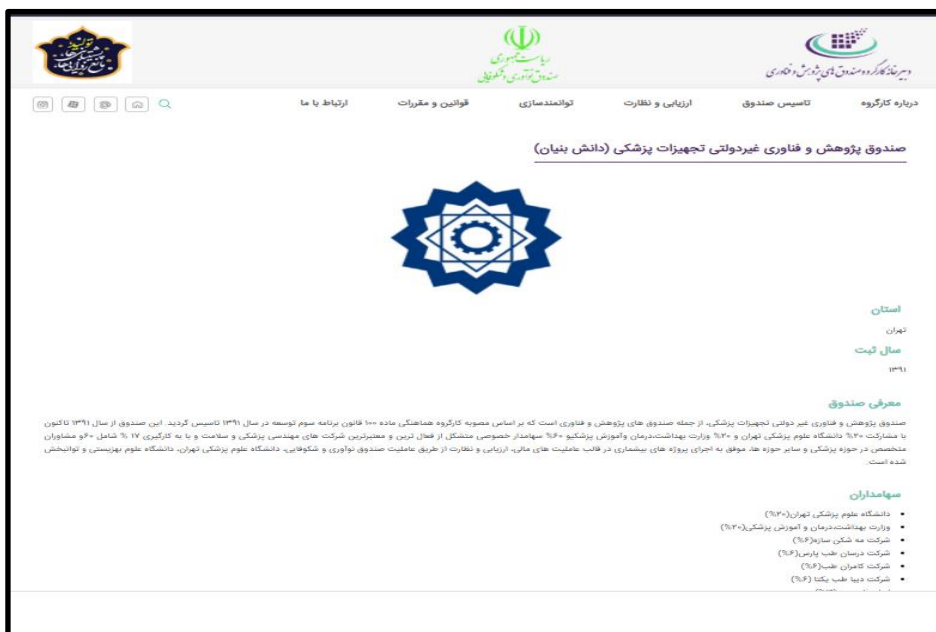 تولید؛
ریاست جمهوری
صندوق نوآوری و شکوفایی
دبیرخانه کارگروه صندوق های پژوهش و فناوری
درباره کارگروه
تاسیس صندوق
ارزیابی و نظارت
توانمندسازی
قوانین و مقررات
ارتباط با ما
صندوق پژوهش و فناوری غیردولتی تجهیزات پزشکی (دانش بنیان)
استان
تهران
سال ثبت
۱۳۹۱
معرفی صندوق
صندوق پژوهش و فناوری غیر دولتی تجهیزات پزشکی، از جمله صندوق های پژوهش و فناوری است که بر اساس مصوبه کارگروه هماهنگی ماده ۱۰۰ قانون برنامه سوم توسعه در سال ۱۳۹۱ تاسیس گردید. این صندوق از سال ۱۳۹۱ تاکنون
با مشارکت ۲۰% دانشگاه علوم پزشکی تهران و ۲۰% وزارت بهداشت،درمان وآموزش پزشکیو ۶۰% سهامدار خصوصی متشکل از فعال ترین و معتبرترین شرکت های مهندسی پزشکی و سلامت و با به کارگیری ۱۷ % شامل ۶۰و مشاوران
متخصص در حوزه پزشکی و سایر حوزه ها، موفق به اجرای پروژه های بیشماری در قالب عاملیت های مالی، ارزیابی و نظارت از طریق عاملیت صندوق نوآوری و شکوفایی، دانشگاه علوم پزشکی تهران، دانشگاه علوم بهزیستی و توانبخش
شده است.
سهامداران
دانشگاه علوم پزشکی تهران(۲۰%)
وزارت بهداشت،درمان و آموزش پزشکی(۲۰%)
شرکت مه شکن سازه(۶%)
شرکت درسان طب پارس(۶%)
شرکت کامران طب(۶%)
شرکت دیبا طب یکتا (۶%)